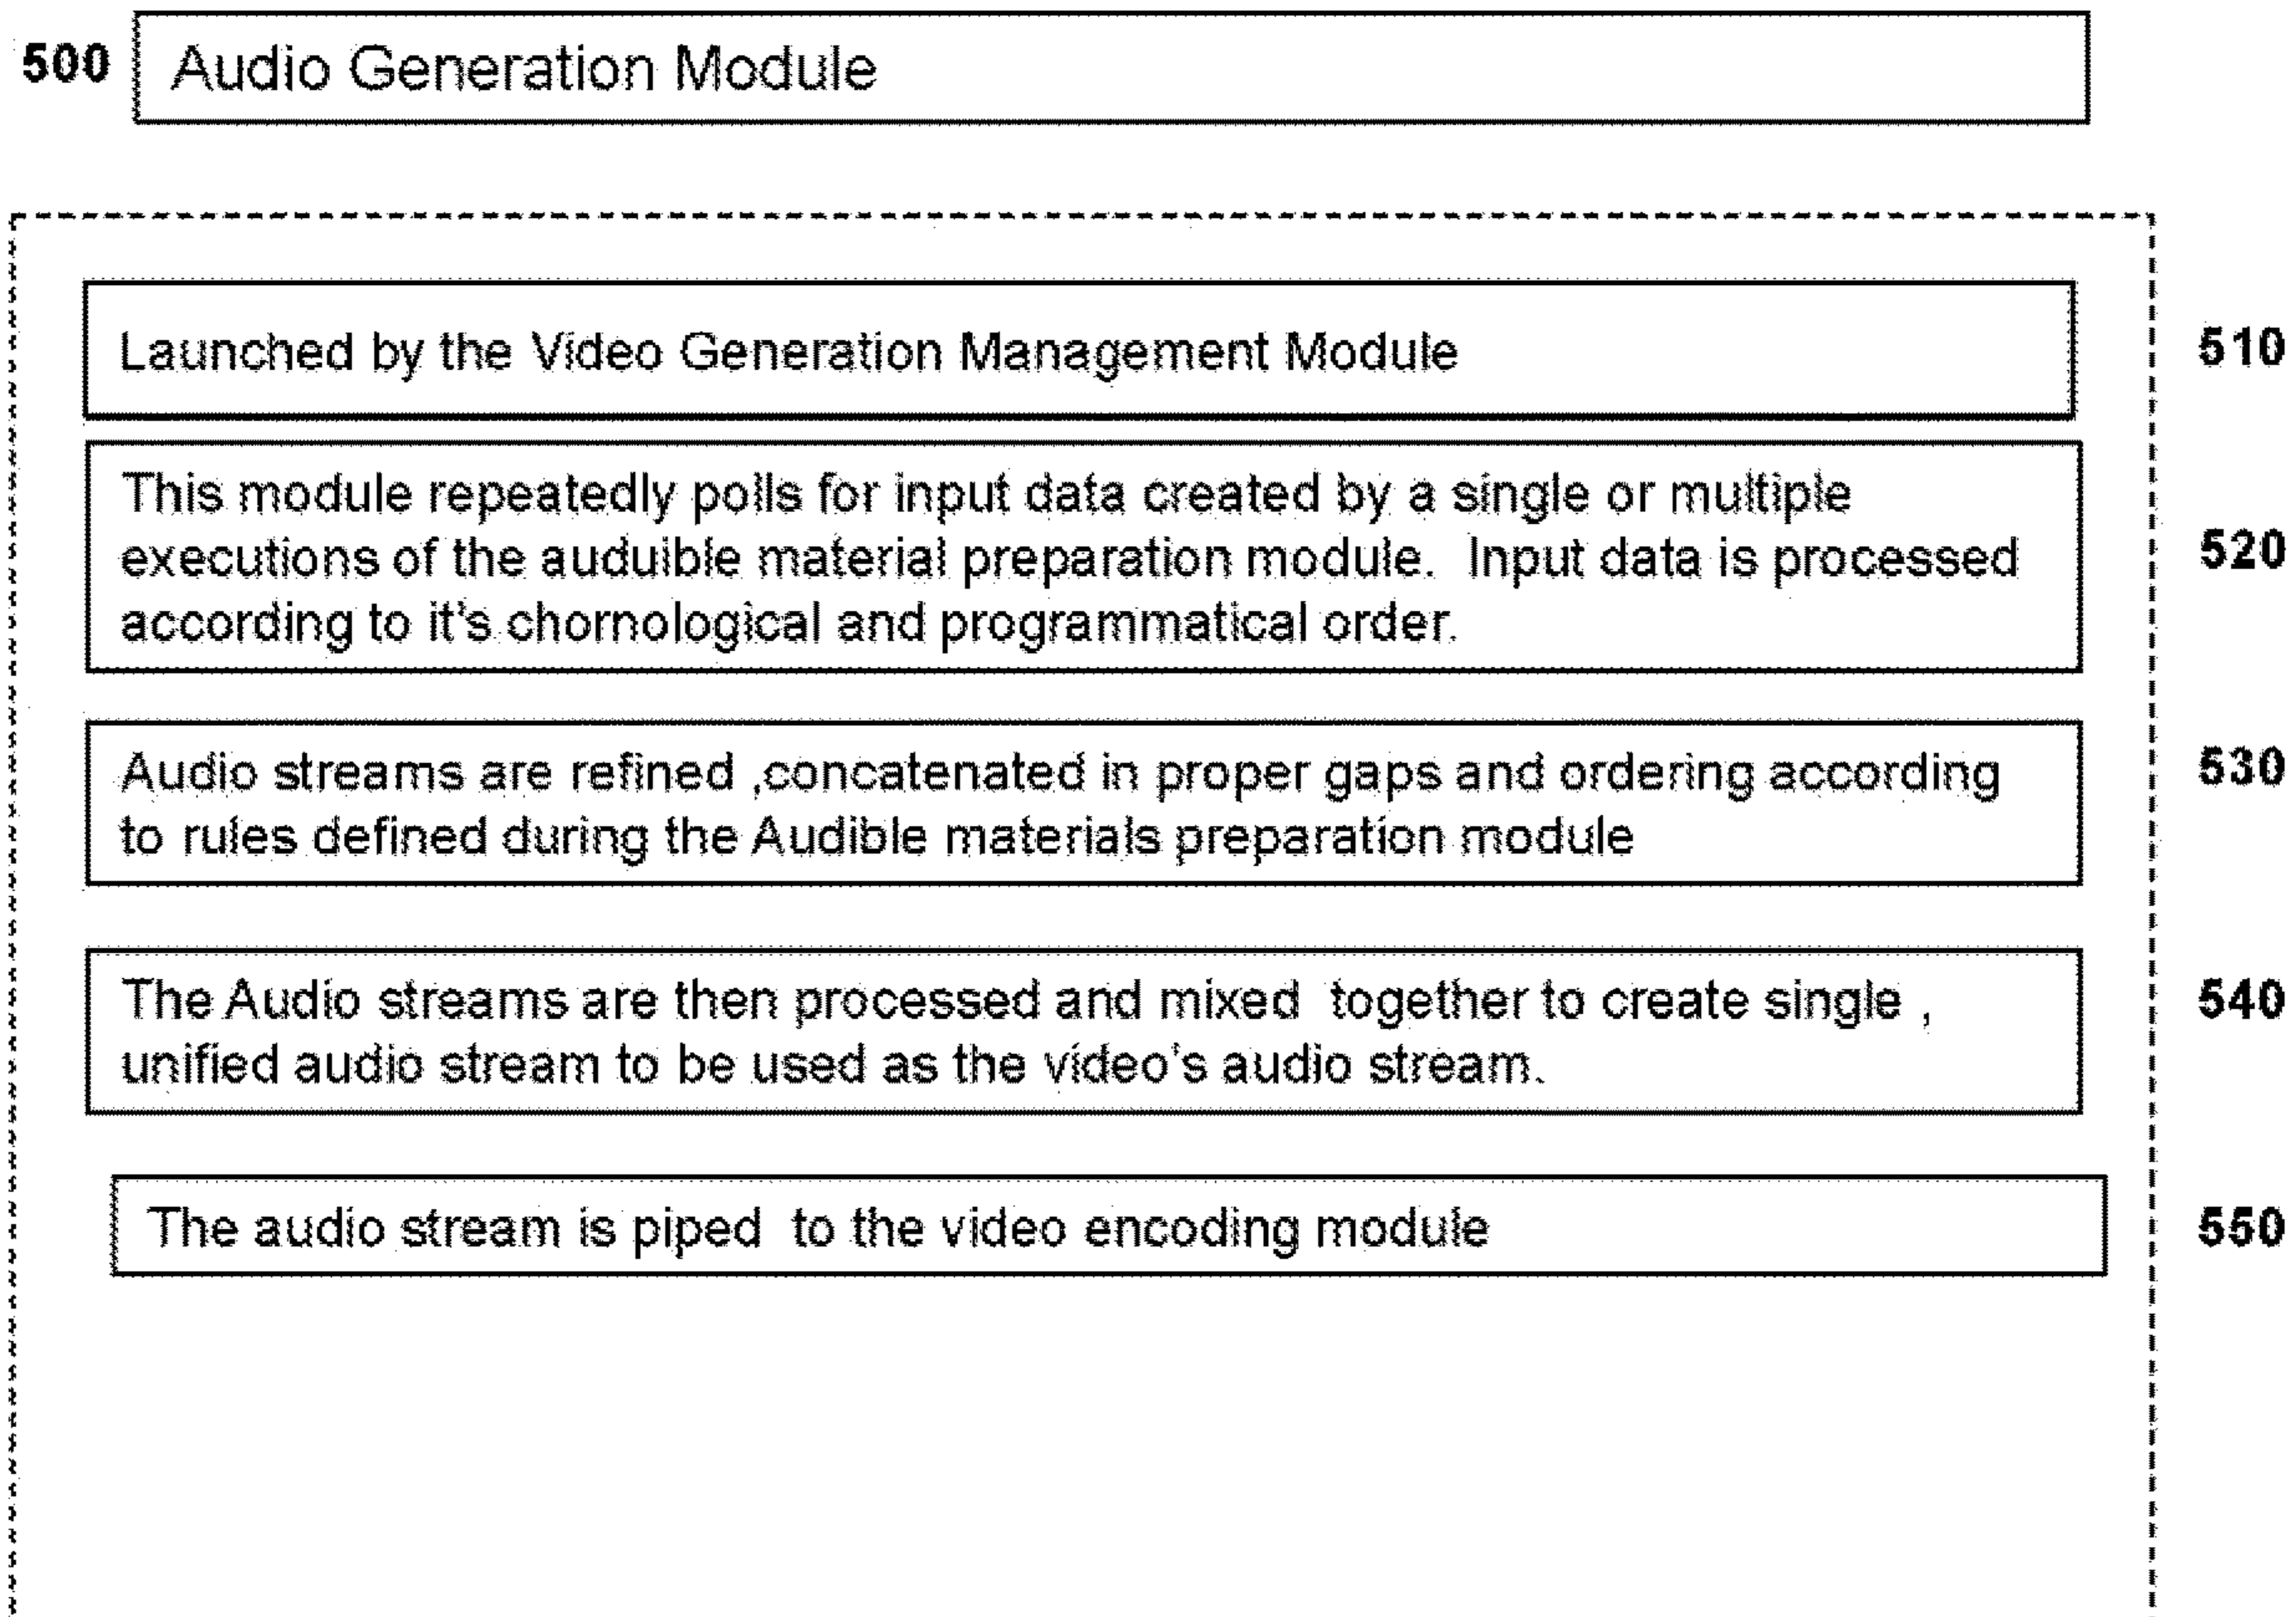 500 Audio Generation Module
Launched by the Video Generation Management Module 510
This module repeatedly polls for input data created by a single or multiple
executions of the auduible material preparation module. Input data is processed 520
according to it's chornological and programmatical order.
Audio streams are refined ,concatenated in proper gaps and ordering according 530
to rules defined during the Audible materials preparation module
The Audio streams are then processed and mixed together to create single , 540
unified audio stream to be used as the video's audio stream.
The audio stream is piped to the video encoding module 550